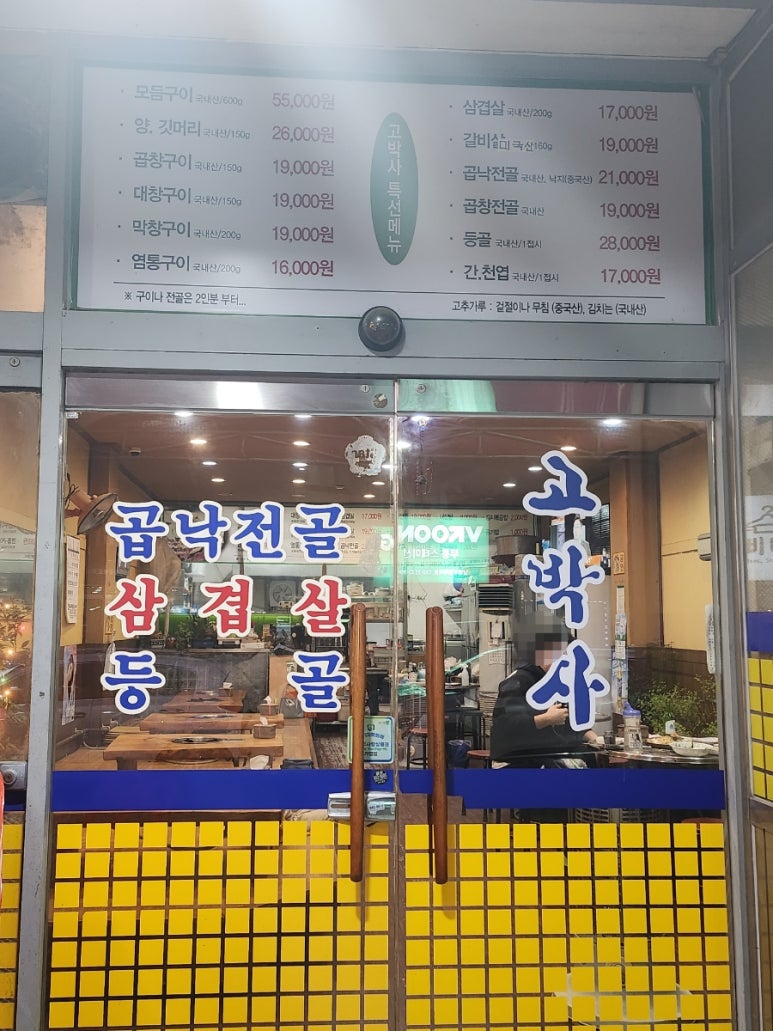 · 모듬구이 국내산/600g 55,000원
· 양. 깃머리 국내산/150g 26,000원
· 곱창구이 국내산/150g 19,000원
· 대창구이 국내산/150g 19,000원
· 막창구이 국내산/200g 19,000원
· 염통구이 국내산/200g 16,000원
※ 구이나 전골은 2인분 부터...
고박사 특선메뉴
· 삼겹살 국내산/200g 17,000원
· 갈비살 19,000원
· 곱낙전골 국내산, 낙지(중국산) 21,000원
· 곱창전골 국내산 19,000원
· 등골 국내산/1접시 28,000원
· 간.천엽 국내산/1접시 17,000원
고추가루 : 겉절이나 무침 (중국산), 김치는 (국내산)
곱낙전골
삼겹살
등골
고박사
VROONG